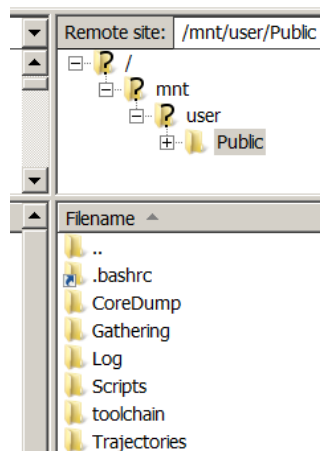 Remote site: /mnt/user/Public
/
mnt
user
Public
Filename
..
.bashrc
CoreDump
Gathering
Log
Scripts
toolchain
Trajectories